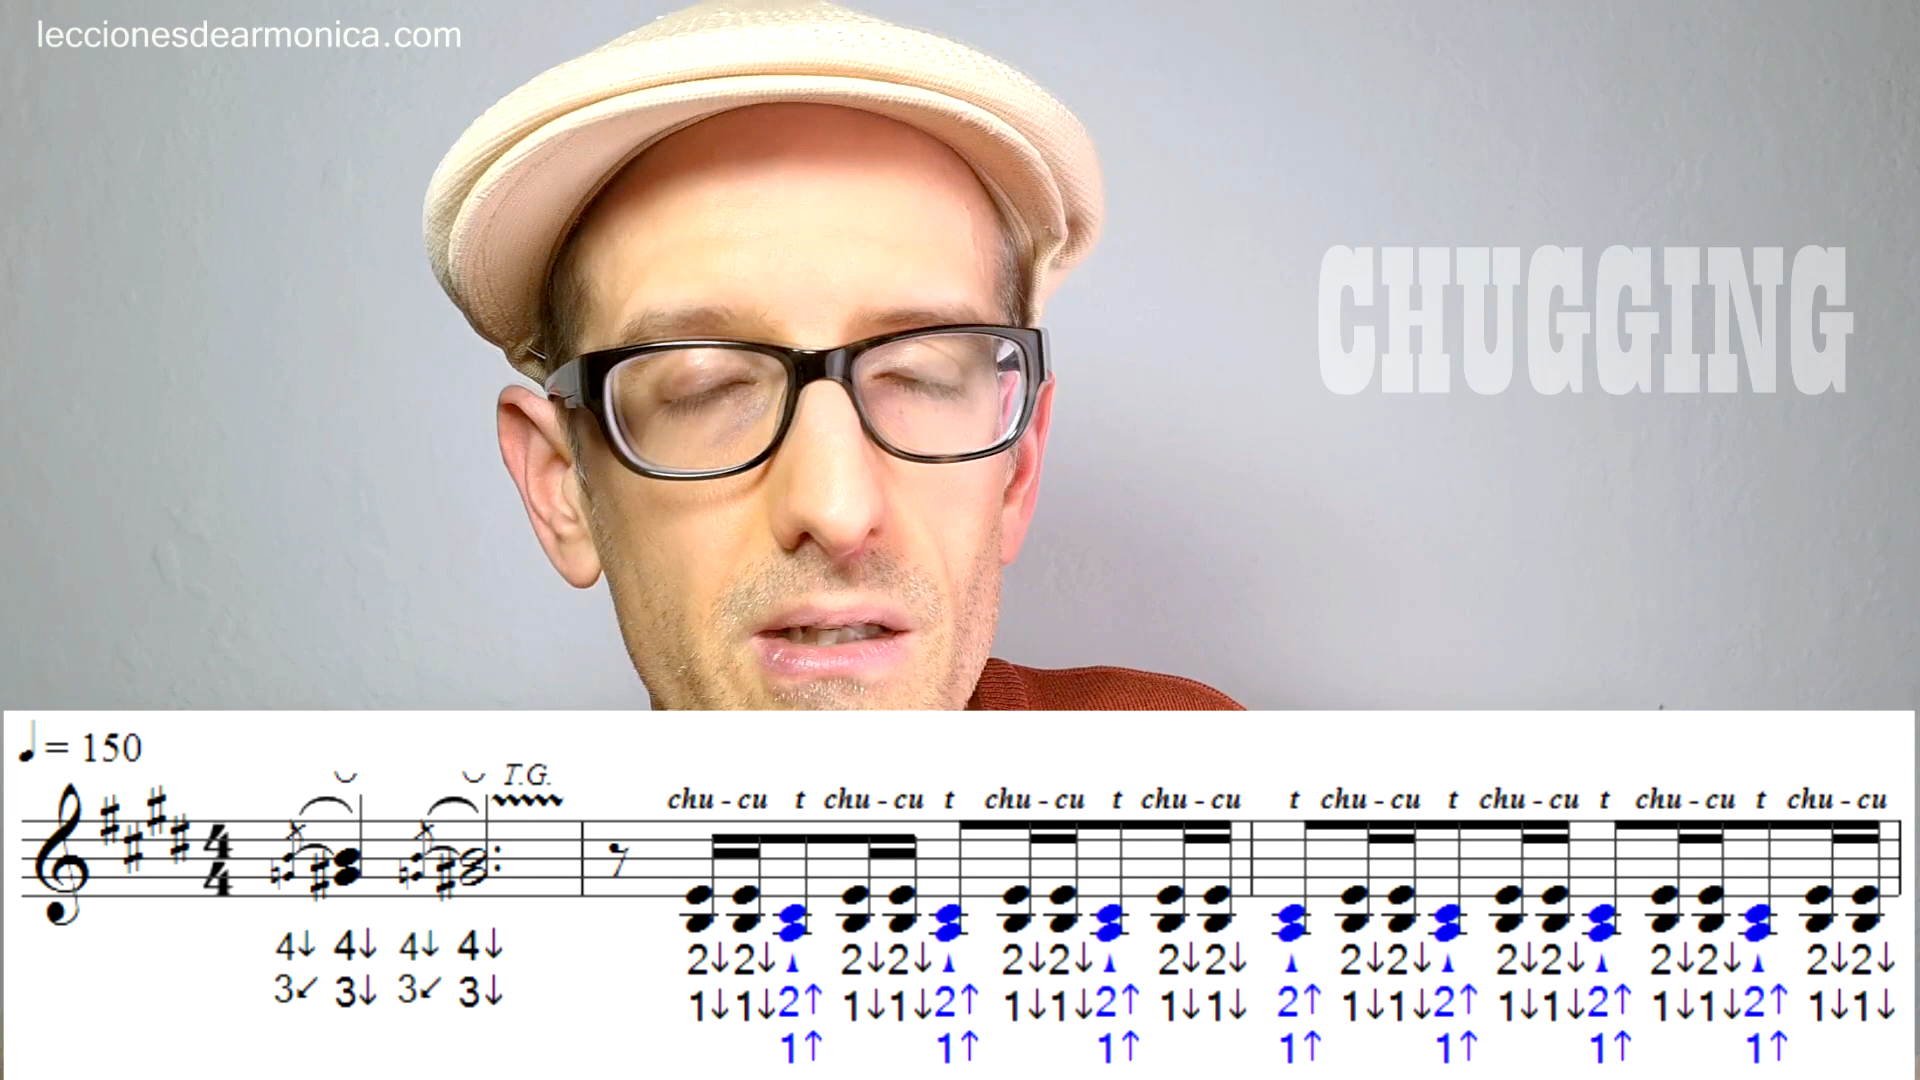 leccionesdearmonica.com
CHUGGING
= 150
T.G.
chu - cu t chu - cu t chu - cu t chu - cu t chu - cu t chu - cu t chu - cu t chu - cu
4
4
4↓ 4↓ 4↓ 4↓ 2↓2↓ 2↓2↓ 2↓2↓ 2↓2↓ 2↓2↓ 2↓2↓ 2↓2↓ 2↓2↓
3↙ 3↓ 3↙ 3↓ 1↓1↓2↑ 1↓1↓2↑ 1↓1↓2↑ 1↓1↓ 2↑ 1↓1↓2↑ 1↓1↓2↑ 1↓1↓2↑ 1↓1↓
1↑ 1↑ 1↑ 1↑ 1↑ 1↑ 1↑